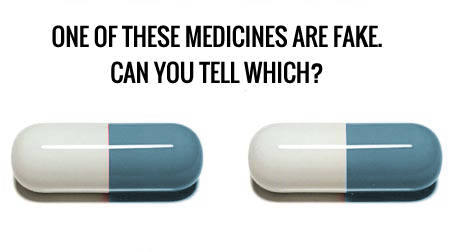 ONE OF THESE MEDICINES ARE FAKE.
CAN YOU TELL WHICH?